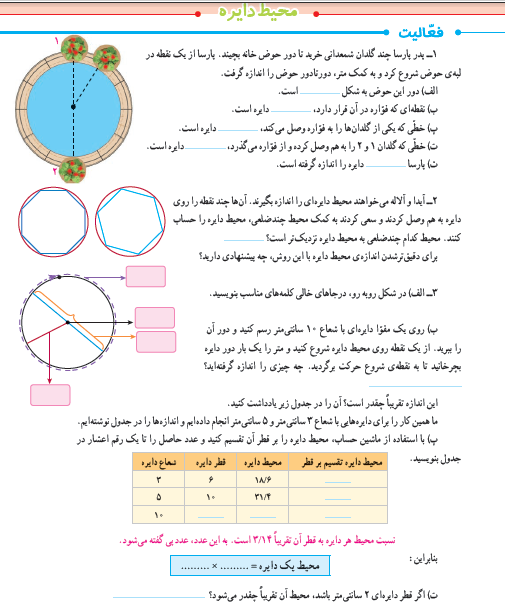 محیط دایره
فعّالیت
۱ــ پدر پارسا چند گلدان شمعدانی خرید تا دور حوض خانه بچیند. پارسا از یک نقطه در
لبه‌ی حوض شروع کرد و به کمک متر، دورتادور حوض را اندازه گرفت.
الف) دور این حوض به شکل ............ است.
ب) نقطه‌ای که فوّاره در آن قرار دارد، ............ دایره است.
پ) خطّی که یکی از گلدان‌ها را به فوّاره وصل می‌کند، ............ دایره است.
ت) خطّی که گلدان ۱ و ۲ را به هم وصل کرده و از فوّاره می‌گذرد، ............ دایره است.
ث) پارسا ............ دایره را اندازه گرفته است.
۱
۲
۲ــ آیدا و آلاله می‌خواهند محیط دایره‌ای را اندازه بگیرند. آن‌ها چند نقطه را روی
دایره به هم وصل کردند و سعی کردند به کمک محیط چندضلعی، محیط دایره را حساب
کنند. محیط کدام چندضلعی به محیط دایره نزدیک‌تر است؟ ............
برای دقیق‌تر‌شدن اندازه‌ی محیط دایره با این روش، چه پیشنهادی دارید؟
۳ــ الف) در شکل روبه رو، درجاهای خالی کلمه‌های مناسب بنویسید.
ب) روی یک مقوّا دایره‌ای با شعاع ۱۰ سانتی‌متر رسم کنید و دور آن
را ببرید. از یک نقطه روی محیط دایره شروع کنید و متر را یک بار دور دایره
بچرخانید تا به نقطه‌ی شروع حرکت برگردید. چه چیزی را اندازه گرفته‌اید؟
............
این اندازه تقریباً چقدر است؟ آن را در جدول زیر یادداشت کنید.
ما همین کار را برای دایره‌هایی با شعاع ۳ سانتی‌متر و ۵ سانتی‌متر انجام داده‌ایم و اندازه‌ها را در جدول نوشته‌ایم.
پ) با استفاده از ماشین حساب، محیط دایره را بر قطر آن تقسیم کنید و عدد حاصل را تا یک رقم اعشار در
جدول بنویسید.
شعاع دایره قطر دایره محیط دایره محیط دایره تقسیم بر قطر
۳ ۶ ۱۸/۶ ............
۵ ۱۰ ۳۱/۴ ............
۱۰ ............ ............ ............
نسبت محیط هر دایره به قطر آن تقریباً ۳/۱۴ است. به این عدد، عدد پی گفته می‌شود.
بنابراین:
محیط یک دایره = ......... × .........
ت) اگر قطر دایره‌ای ۲ سانتی‌متر باشد، محیط آن تقریباً چقدر می‌شود؟ ............